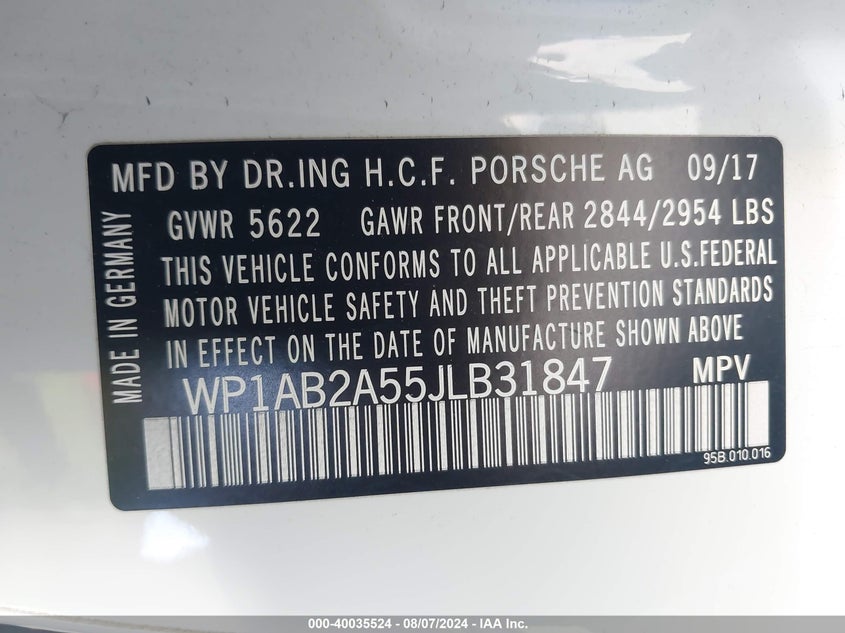 MFD BY DR.ING H.C.F. PORSCHE AG 09/17
GVWR 5622 GAWR FRONT/REAR 2844/2954 LBS
THIS VEHICLE CONFORMS TO ALL APPLICABLE U.S.FEDERAL
MOTOR VEHICLE SAFETY AND THEFT PREVENTION STANDARDS
IN EFFECT ON THE DATE OF MANUFACTURE SHOWN ABOVE
WP1AB2A55JLB31847 MPV
95B.010.016
MADE IN GERMANY
000-40035524 - 08/07/2024 - IAA Inc.